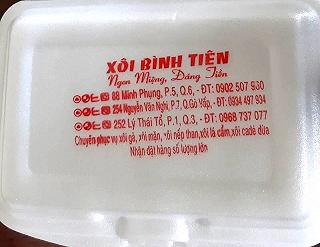 XÔI BÌNH TIÊN
Ngon Miệng, Đáng Tiền
88 Minh Phụng, P.5, Q.6, - ĐT: 0902 507 930
254 Nguyễn Văn Nghi, P.7, Q.Gò Vấp, - ĐT: 0934 497 934
252 Lý Thái Tổ, P.1, Q.3, - ĐT: 0968 737 077
Chuyên phục vụ xôi gà, xôi mặn, xôi nếp than, xôi lá cẩm, xôi cadé dừa
Nhận đặt hàng số lượng lớn